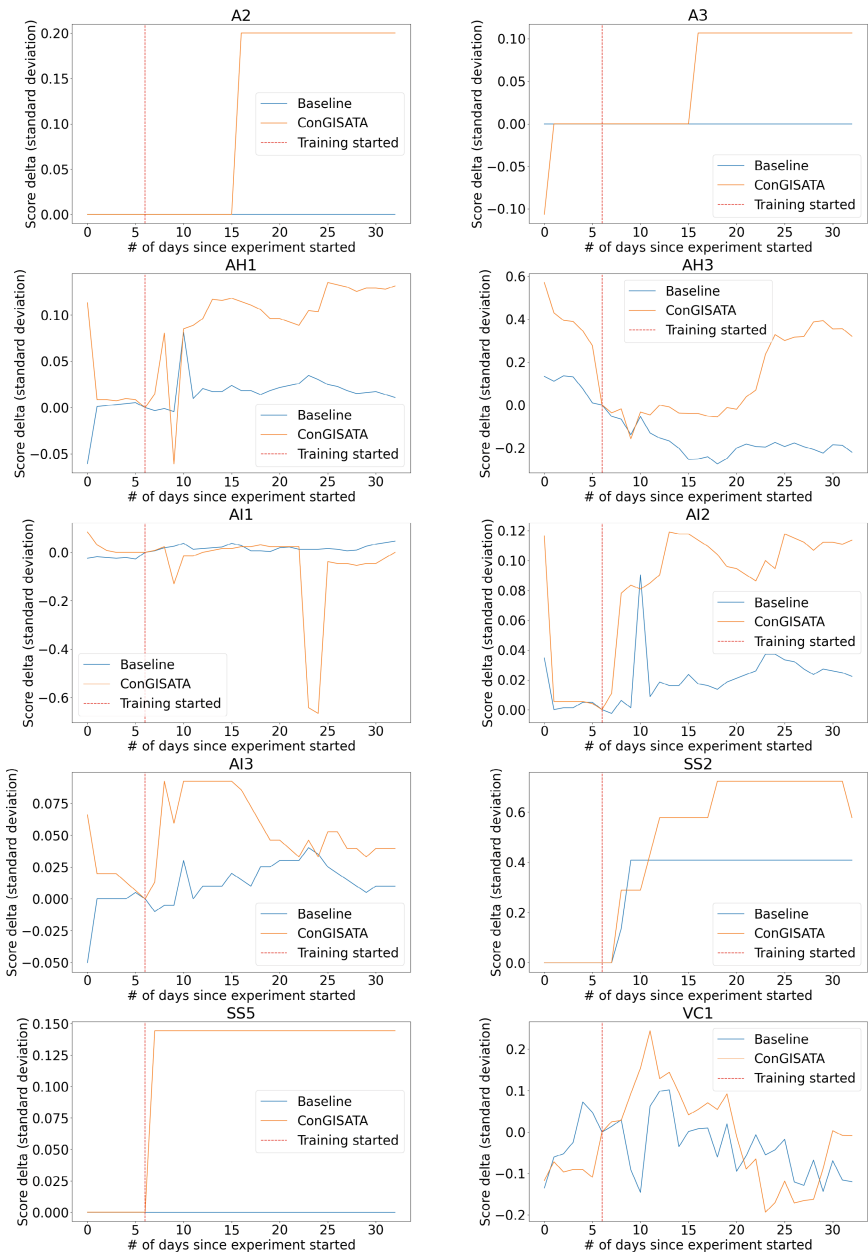 A2
Score delta (standard deviation)
0.20
0.15
0.10
0.05
0.00
Baseline
ConGISATA
Training started
0 5 10 15 20 25 30
# of days since experiment started
A3
Score delta (standard deviation)
0.10
0.05
0.00
−0.05
−0.10
Baseline
ConGISATA
Training started
0 5 10 15 20 25 30
# of days since experiment started
AH1
Score delta (standard deviation)
0.10
0.05
0.00
−0.05
Baseline
ConGISATA
Training started
0 5 10 15 20 25 30
# of days since experiment started
AH3
Score delta (standard deviation)
0.6
0.4
0.2
0.0
−0.2
Baseline
ConGISATA
Training started
0 5 10 15 20 25 30
# of days since experiment started
AI1
Score delta (standard deviation)
0.0
−0.2
−0.4
−0.6
Baseline
ConGISATA
Training started
0 5 10 15 20 25 30
# of days since experiment started
AI2
Score delta (standard deviation)
0.12
0.10
0.08
0.06
0.04
0.02
0.00
Baseline
ConGISATA
Training started
0 5 10 15 20 25 30
# of days since experiment started
AI3
Score delta (standard deviation)
0.075
0.050
0.025
0.000
−0.025
−0.050
Baseline
ConGISATA
Training started
0 5 10 15 20 25 30
# of days since experiment started
SS2
Score delta (standard deviation)
0.6
0.4
0.2
0.0
Baseline
ConGISATA
Training started
0 5 10 15 20 25 30
# of days since experiment started
SS5
Score delta (standard deviation)
0.150
0.125
0.100
0.075
0.050
0.025
0.000
Baseline
ConGISATA
Training started
0 5 10 15 20 25 30
# of days since experiment started
VC1
Score delta (standard deviation)
0.2
0.1
0.0
−0.1
−0.2
Baseline
ConGISATA
Training started
0 5 10 15 20 25 30
# of days since experiment started